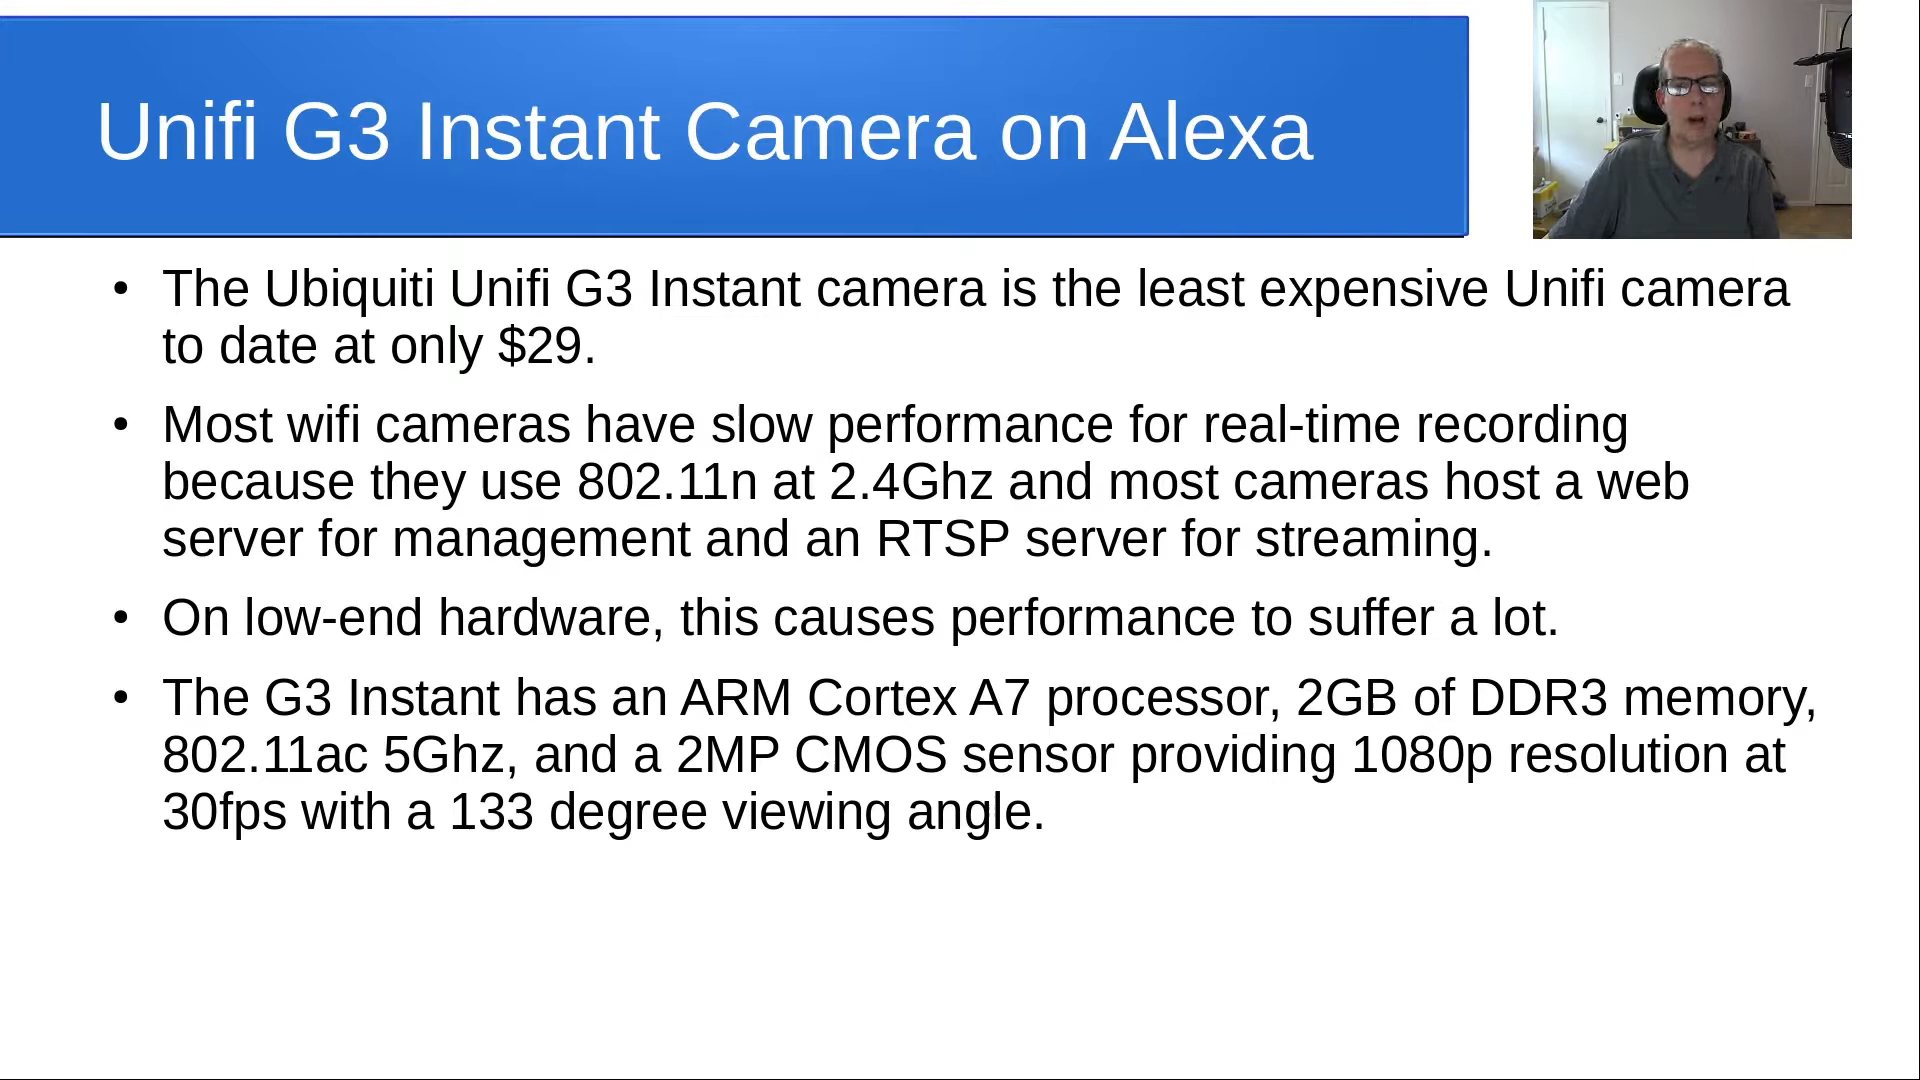 Unifi G3 Instant Camera on Alexa
• The Ubiquiti Unifi G3 Instant camera is the least expensive Unifi camera
to date at only $29.
• Most wifi cameras have slow performance for real-time recording
because they use 802.11n at 2.4Ghz and most cameras host a web
server for management and an RTSP server for streaming.
• On low-end hardware, this causes performance to suffer a lot.
• The G3 Instant has an ARM Cortex A7 processor, 2GB of DDR3 memory,
802.11ac 5Ghz, and a 2MP CMOS sensor providing 1080p resolution at
30fps with a 133 degree viewing angle.